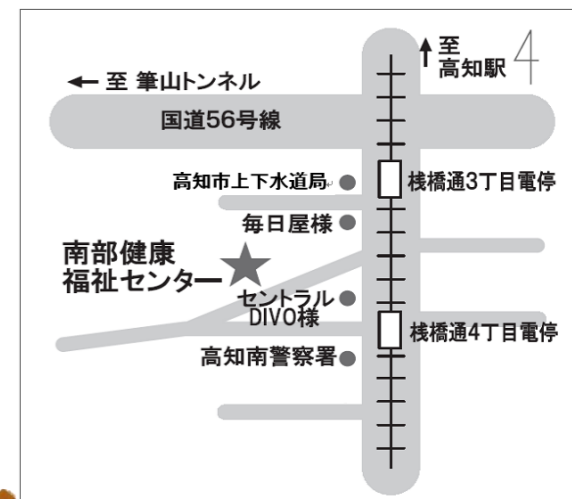 至
高知駅
4
← 至 筆山トンネル
国道56号線
高知市上下水道局
桟橋通3丁目電停
毎日屋様
南部健康
福祉センター
セントラル
DIVO様
桟橋通4丁目電停
高知南警察署